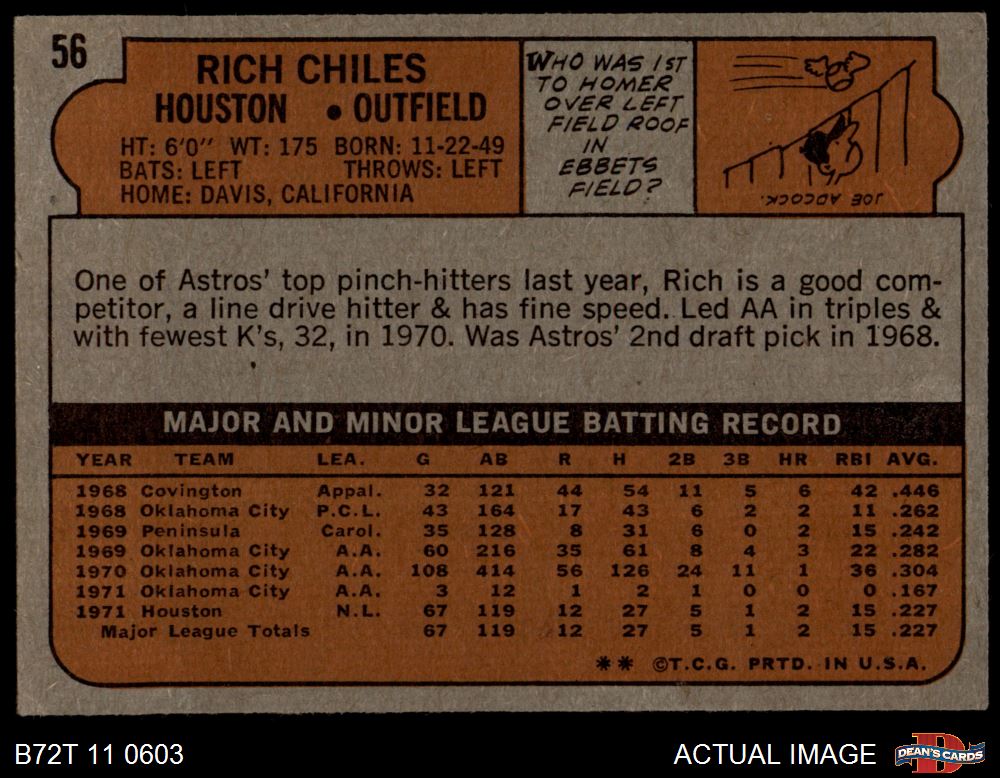 56
RICH CHILES
HOUSTON • OUTFIELD
HT: 6'0" WT: 175 BORN: 11-22-49
BATS: LEFT THROWS: LEFT
HOME: DAVIS, CALIFORNIA
WHO WAS 1ST
TO HOMER
OVER LEFT
FIELD ROOF
IN
EBBETS
FIELD?
JOE ADCOCK.
One of Astros' top pinch-hitters last year, Rich is a good com-
petitor, a line drive hitter & has fine speed. Led AA in triples &
with fewest K's, 32, in 1970. Was Astros' 2nd draft pick in 1968.
MAJOR AND MINOR LEAGUE BATTING RECORD
YEAR TEAM LEA. G AB R H 2B 3B HR RBI AVG.
1968 Covington Appal. 32 121 44 54 11 5 6 42 .446
1968 Oklahoma City P.C.L. 43 164 17 43 6 2 2 11 .262
1969 Peninsula Carol. 35 128 8 31 6 0 2 15 .242
1969 Oklahoma City A.A. 60 216 35 61 8 4 3 22 .282
1970 Oklahoma City A.A. 108 414 56 126 24 11 1 36 .304
1971 Oklahoma City A.A. 3 12 1 2 1 0 0 0 .167
1971 Houston N.L. 67 119 12 27 5 1 2 15 .227
Major League Totals 67 119 12 27 5 1 2 15 .227
** ©T.C.G. PRTD. IN U.S.A.
B72T 11 0603
ACTUAL IMAGE
D
DEAN'S CARDS